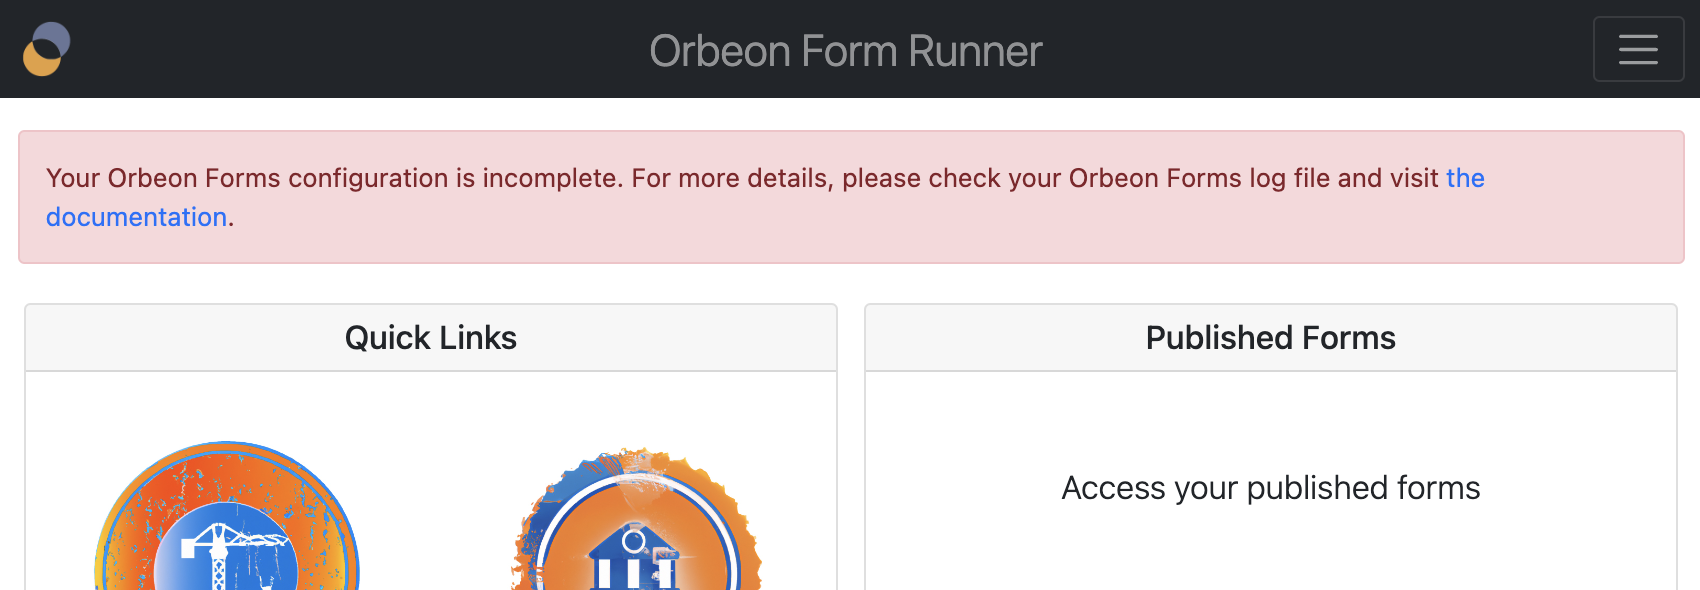 Orbeon Form Runner
Your Orbeon Forms configuration is incomplete. For more details, please check your Orbeon Forms log file and visit the
documentation.
Quick Links
Published Forms
Access your published forms